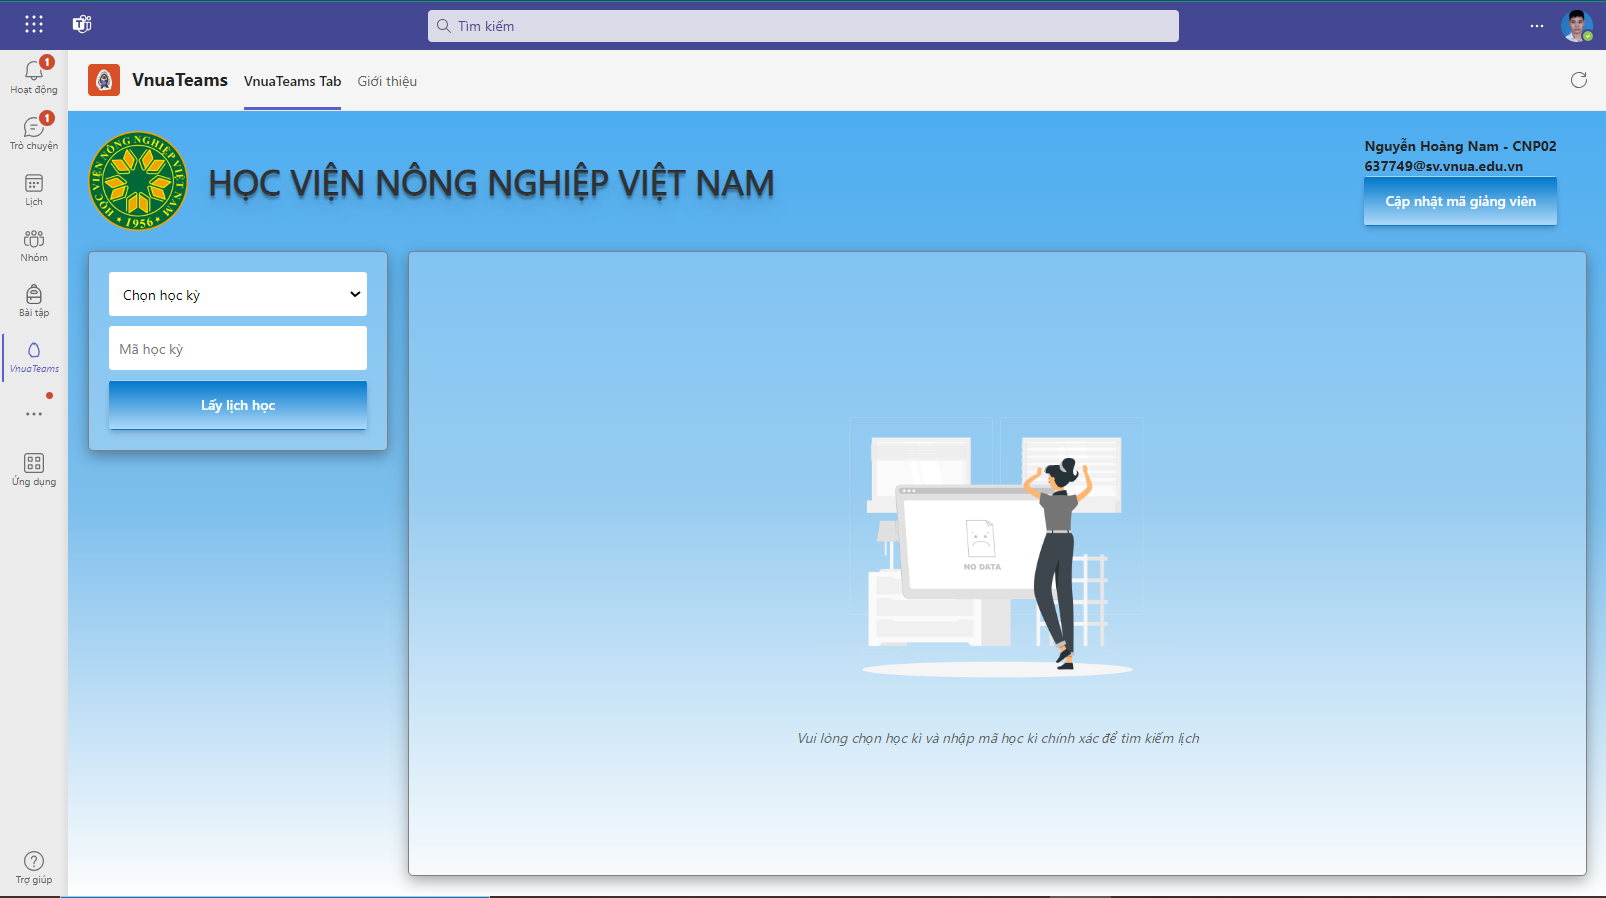 Tìm kiếm
1
Hoạt động
1
Trò chuyện
Lịch
Nhóm
Bài tập
VnuaTeams
Ứng dụng
Trợ giúp
VnuaTeams
VnuaTeams Tab
Giới thiệu
HỌC VIỆN NÔNG NGHIỆP VIỆT NAM
1956
HỌC VIỆN NÔNG NGHIỆP VIỆT NAM
Nguyễn Hoàng Nam - CNP02
637749@sv.vnua.edu.vn
Cập nhật mã giảng viên
Chọn học kỳ
Mã học kỳ
Lấy lịch học
NO DATA
Vui lòng chọn học kì và nhập mã học kì chính xác để tìm kiếm lịch